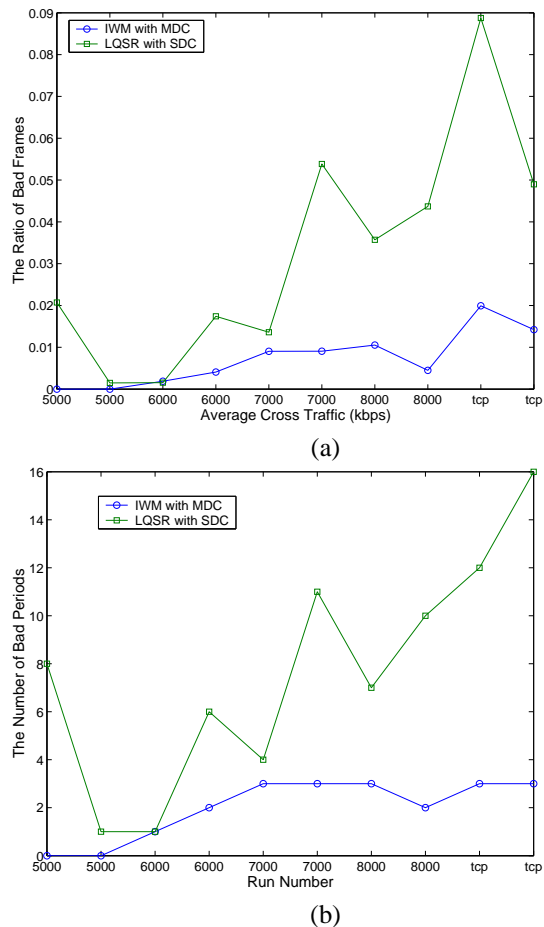 0.09
0.08
0.07
0.06
0.05
0.04
0.03
0.02
0.01
0
The Ratio of Bad Frames
IWM with MDC
LQSR with SDC
5000 5000 6000 6000 7000 7000 8000 8000 tcp tcp
Average Cross Traffic (kbps)
(a)
16
14
12
10
8
6
4
2
0
The Number of Bad Periods
IWM with MDC
LQSR with SDC
5000 5000 6000 6000 7000 7000 8000 8000 tcp tcp
Run Number
(b)